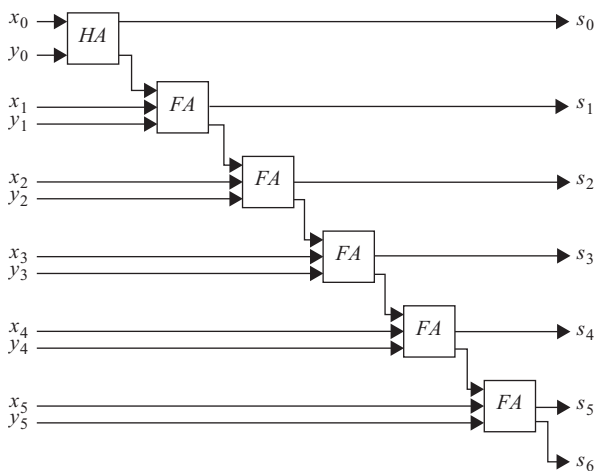 x₀ s₀
HA
y₀
x₁ FA s₁
y₁
x₂ FA s₂
y₂
x₃ FA s₃
y₃
x₄ FA s₄
y₄
x₅ FA s₅
y₅
s₆